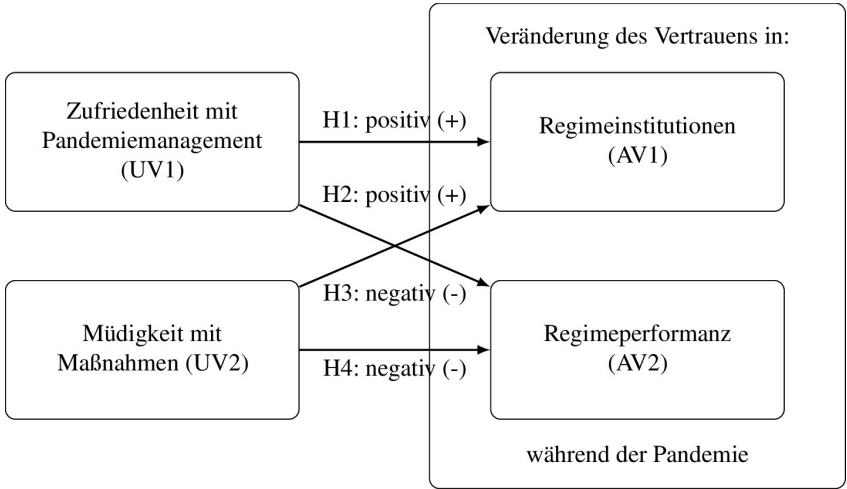 Veränderung des Vertrauens in:
Zufriedenheit mit
Pandemiemanagement
(UV1)
H1: positiv (+)
Regimeinstitutionen
(AV1)
H2: positiv (+)
H3: negativ (-)
Müdigkeit mit
Maßnahmen (UV2)
H4: negativ (-)
Regimeperformanz
(AV2)
während der Pandemie